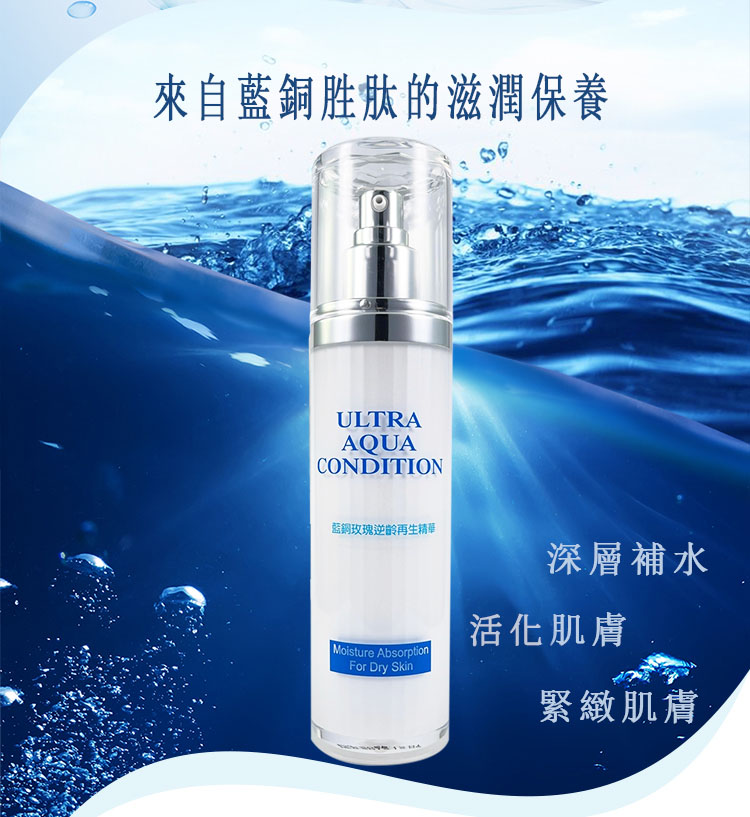 來自藍銅胜肽的滋潤保養
ULTRA
AQUA
CONDITION
藍銅玫瑰逆齡再生精華
深層補水
活化肌膚
Moisture Absorption
For Dry Skin
緊緻肌膚